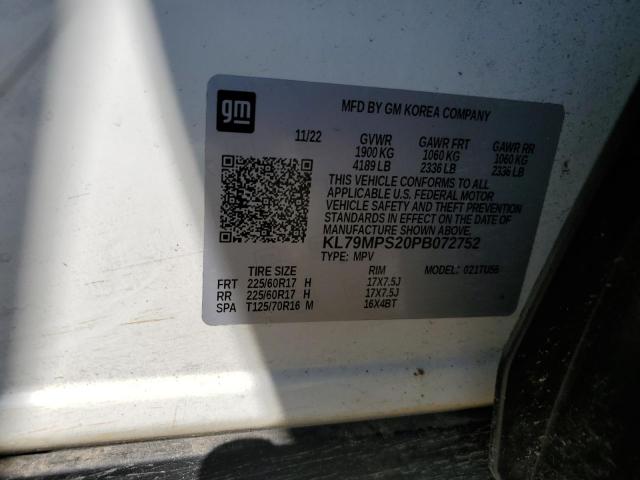 gm
MFD BY GM KOREA COMPANY
11/22 GVWR GAWR FRT GAWR RR
1900 KG 1060 KG 1060 KG
4189 LB 2336 LB 2336 LB
THIS VEHICLE CONFORMS TO ALL
APPLICABLE U.S. FEDERAL MOTOR
VEHICLE SAFETY AND THEFT PREVENTION
STANDARDS IN EFFECT ON THE DATE OF
MANUFACTURE SHOWN ABOVE.
KL79MPS20PB072752
TYPE: MPV MODEL: 021TU56
TIRE SIZE RIM
FRT 225/60R17 H 17X7.5J
RR 225/60R17 H 17X7.5J
SPA T125/70R16 M 16X4BT